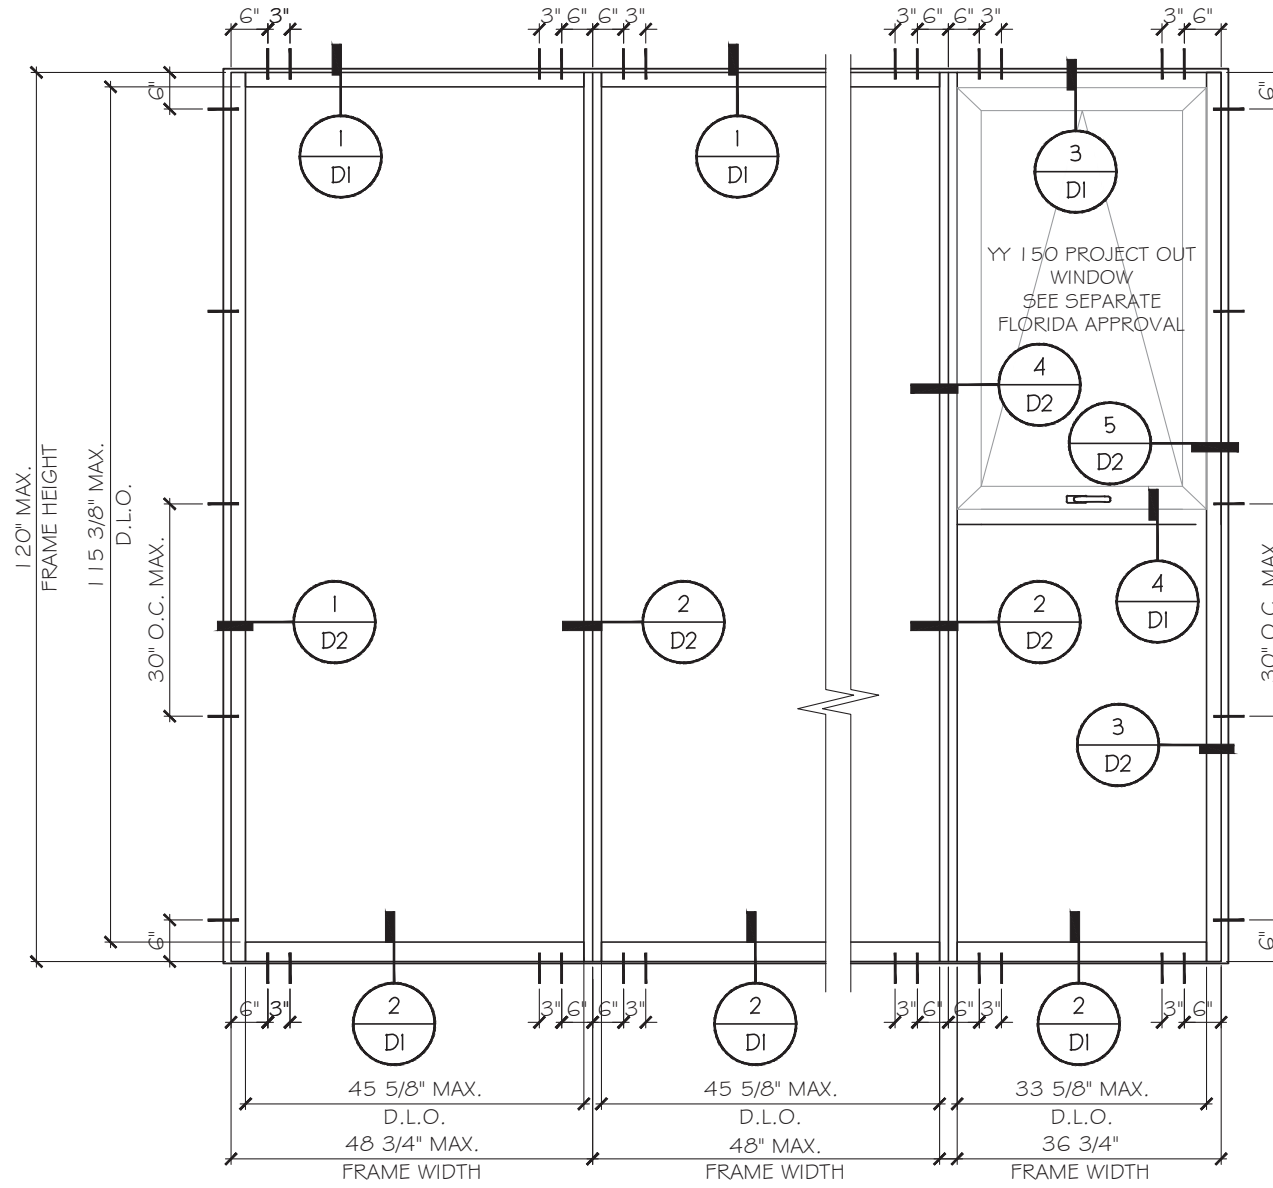 6" 3" 3" 6" 6" 3" 3" 6" 6" 3" 3" 6"
6"
6"
1
D1
1
D1
3
D1
YY 150 PROJECT OUT
WINDOW
SEE SEPARATE
FLORIDA APPROVAL
4
D2
5
D2
120" MAX.
FRAME HEIGHT
115 3/8" MAX.
D.L.O.
30" O.C. MAX.
30" O.C. MAX
1
D2
2
D2
2
D2
4
D1
3
D2
6"
6"
6" 3" 3" 6" 6" 3" 3" 6" 6" 3" 3" 6"
2
D1
2
D1
2
D1
45 5/8" MAX.
D.L.O.
48 3/4" MAX.
FRAME WIDTH
45 5/8" MAX.
D.L.O.
48" MAX.
FRAME WIDTH
33 5/8" MAX.
D.L.O.
36 3/4"
FRAME WIDTH